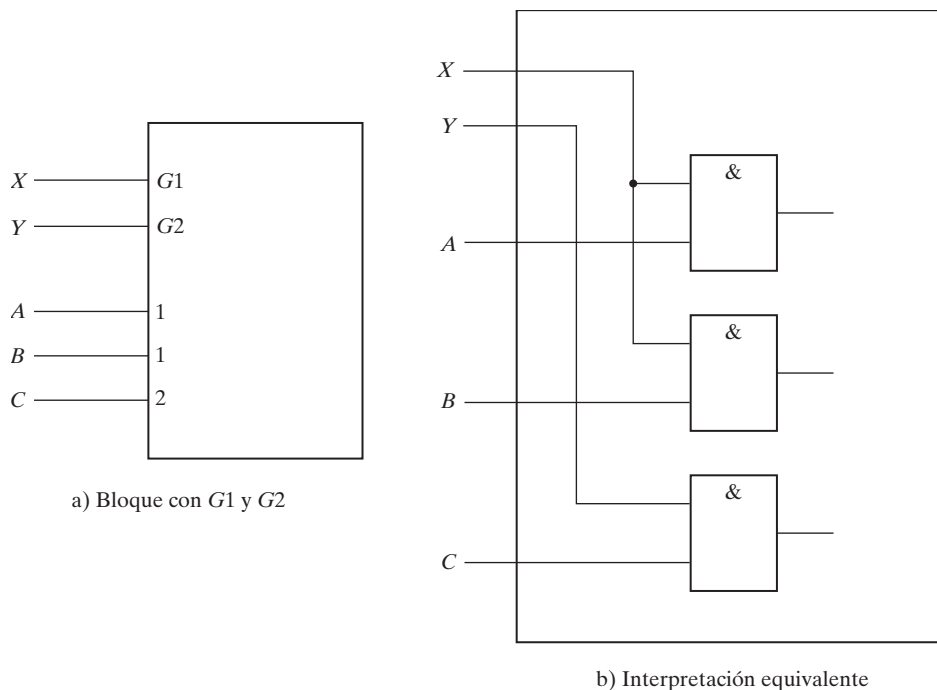 X
G1
Y
G2
A
1
B
1
C
2
a) Bloque con G1 y G2
X
Y
&
A
&
B
&
C
b) Interpretación equivalente